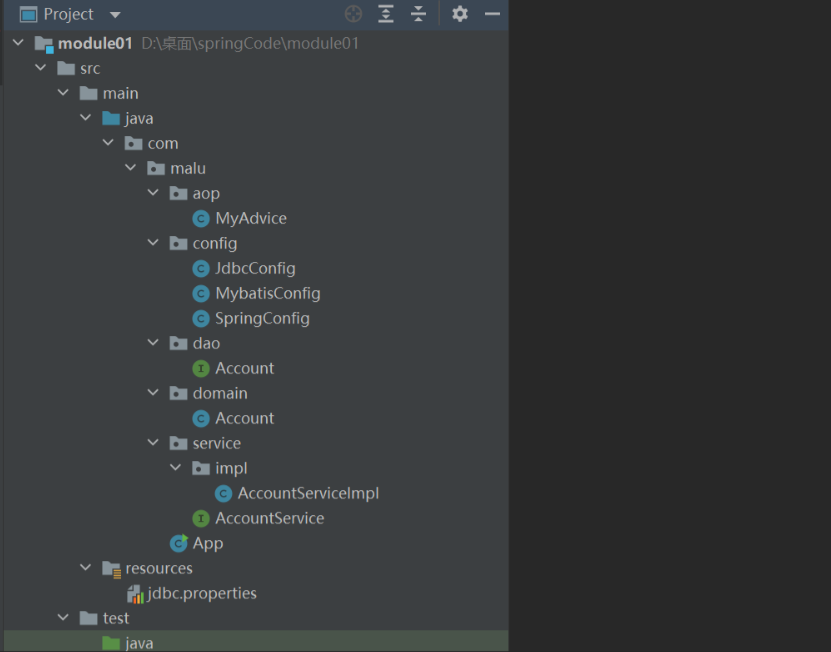 Project
module01 D:\桌面\springCode\module01
src
main
java
com
malu
aop
MyAdvice
config
JdbcConfig
MybatisConfig
SpringConfig
dao
Account
domain
Account
service
impl
AccountServiceImpl
AccountService
App
resources
jdbc.properties
test
java